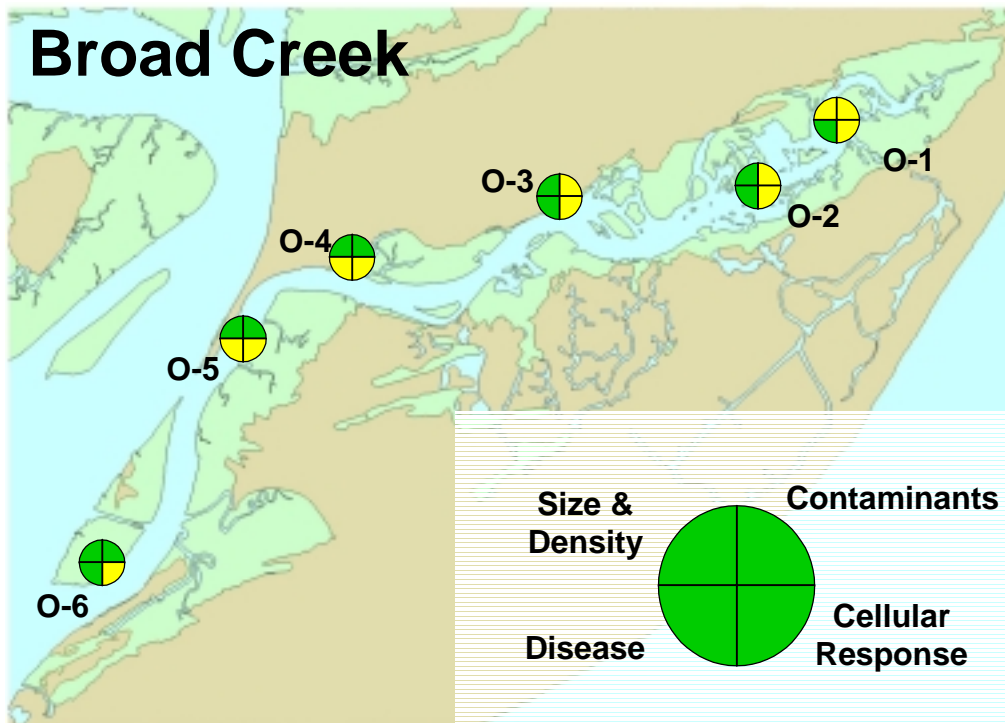 Broad Creek
O-1
O-2
O-3
O-4
O-5
O-6
Size &
Density
Contaminants
Disease
Cellular
Response